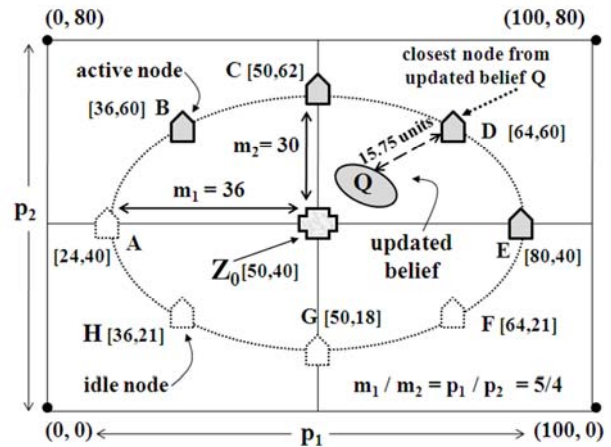 (0, 80)
(100, 80)
active node
C [50,62]
closest node from
updated belief Q
[36,60] B
D [64,60]
15.75 units
m₂= 30
Q
m₁ = 36
p₂
A
E
[24,40]
Z₀[50,40]
updated
belief
[80,40]
G [50,18]
H [36,21]
F [64,21]
idle node
m₁ / m₂ = p₁ / p₂ = 5/4
(0, 0)
p₁
(100, 0)